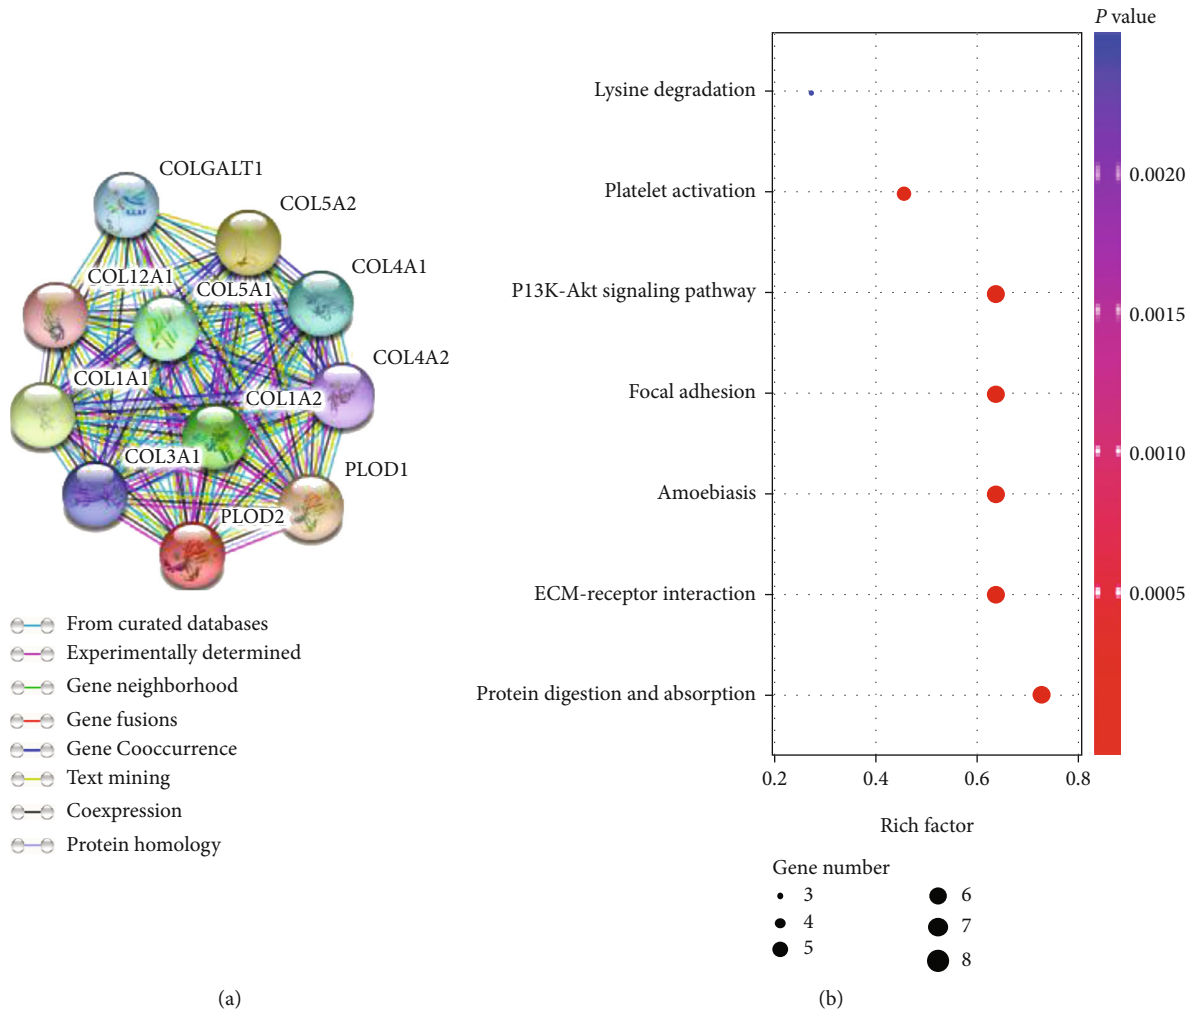 COLGALT1
COL5A2
COL12A1
COL4A1
COL5A1
COL4A2
COL1A1
COL1A2
COL3A1
PLOD1
PLOD2
From curated databases
Experimentally determined
Gene neighborhood
Gene fusions
Gene Cooccurrence
Text mining
Coexpression
Protein homology
(a)
P value
Lysine degradation
Platelet activation
P13K-Akt signaling pathway
Focal adhesion
Amoebiasis
ECM-receptor interaction
Protein digestion and absorption
0.0020
0.0015
0.0010
0.0005
0.2 0.4 0.6 0.8
Rich factor
Gene number
3 6
4 7
5 8
(b)